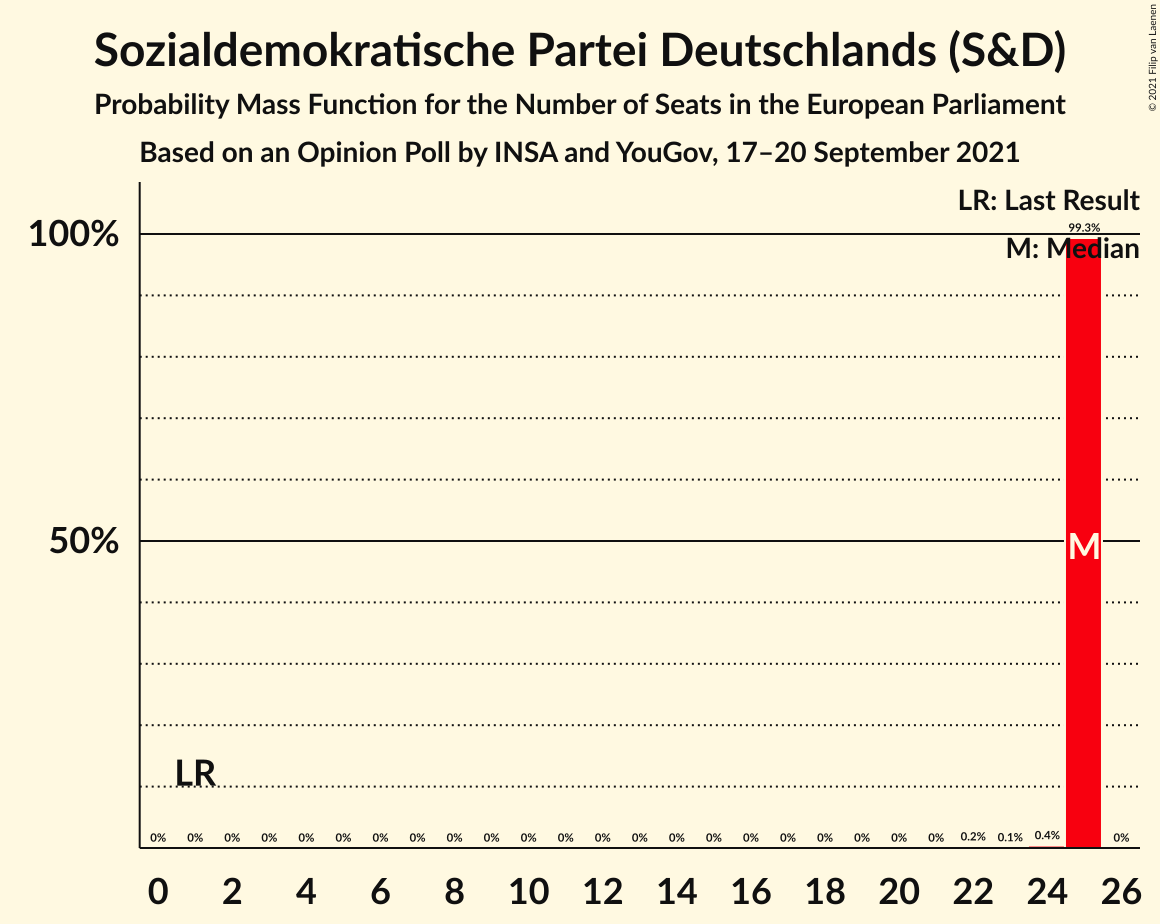 Sozialdemokratische Partei Deutschlands (S&D)
Probability Mass Function for the Number of Seats in the European Parliament
Based on an Opinion Poll by INSA and YouGov, 17–20 September 2021
© 2021 Filip van Laenen
LR: Last Result
99.3%
100%
M: Median
50%
M
LR
0% 0% 0% 0% 0% 0% 0% 0% 0% 0% 0% 0% 0% 0% 0% 0% 0% 0% 0% 0% 0% 0% 0.2% 0.1% 0.4% 0%
0 2 4 6 8 10 12 14 16 18 20 22 24 26